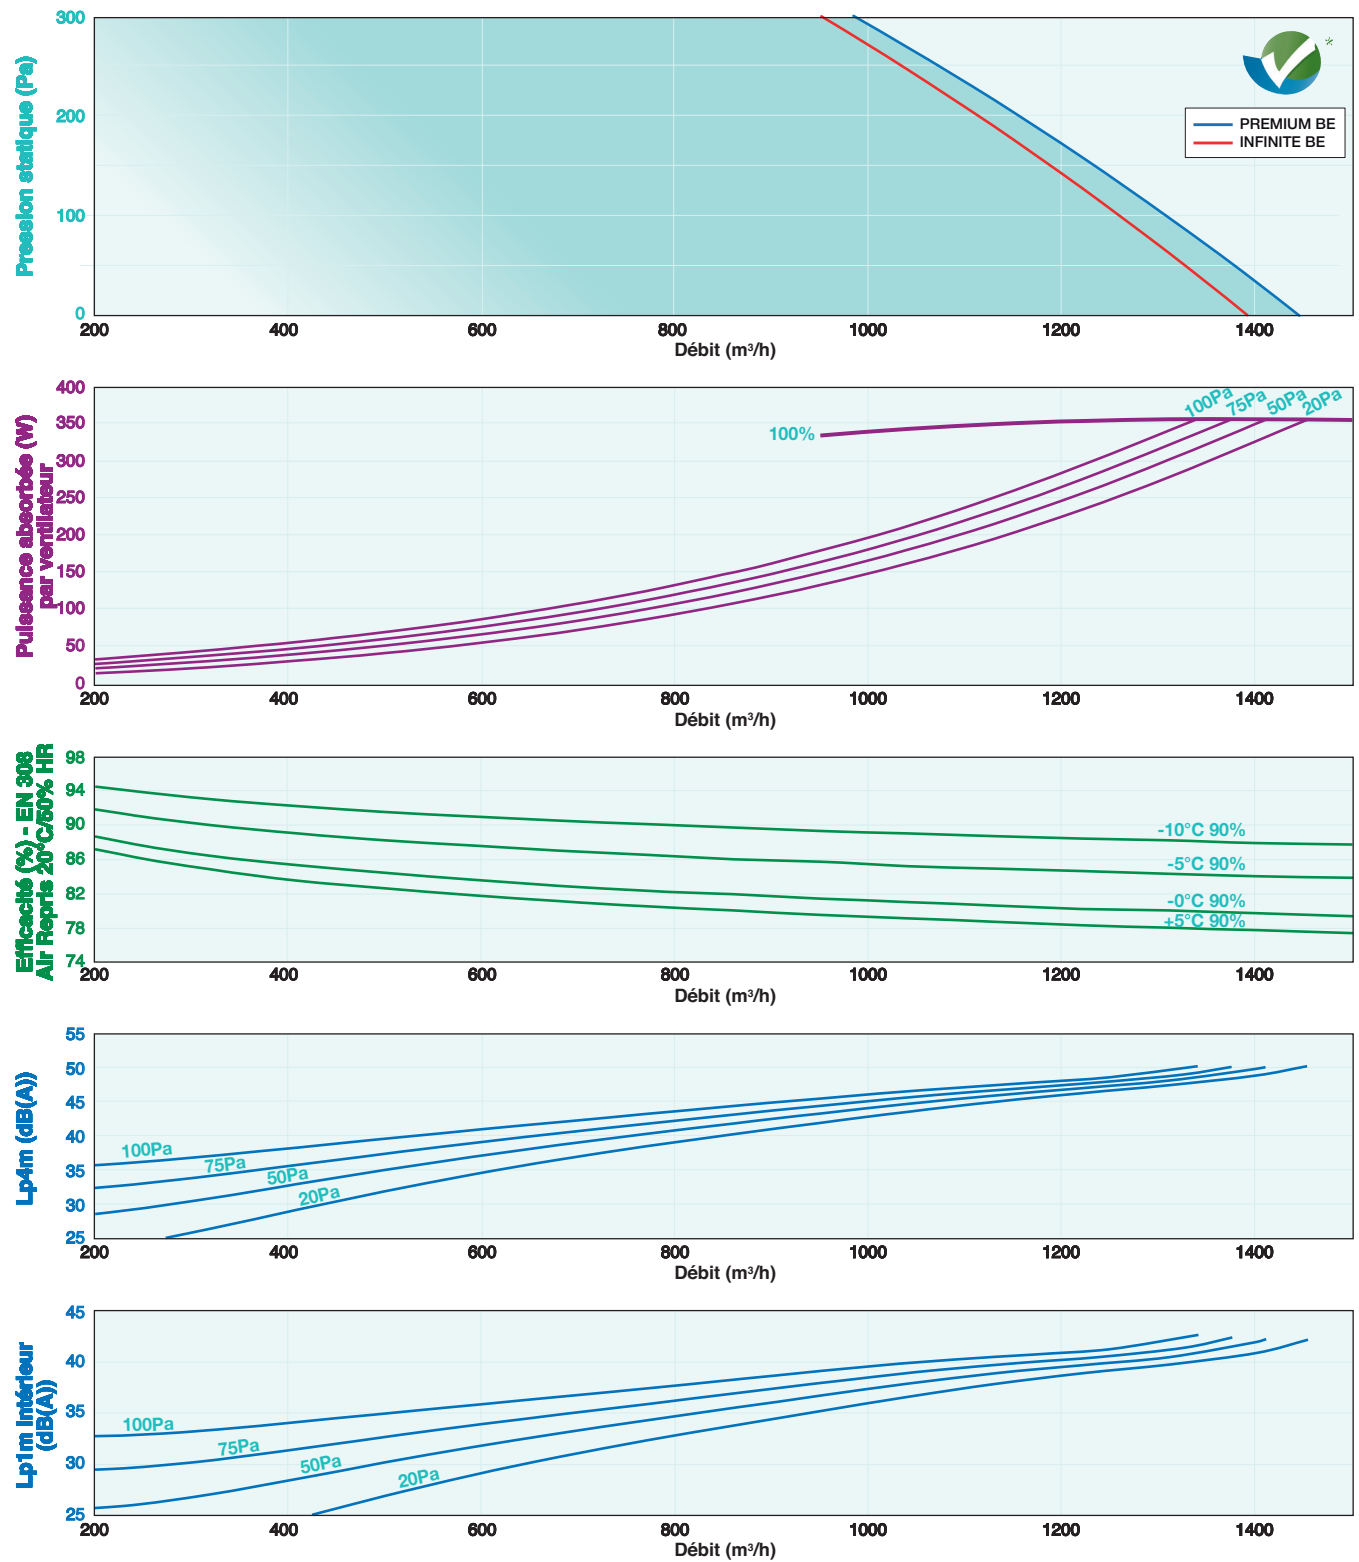 Pression statique (Pa)
300
200
100
0
*
PREMIUM BE
INFINITE BE
200 400 600 800 1000 1200 1400
Débit (m³/h)
Puissance absorbée (W)
par ventilateur
400
350
300
250
200
150
100
50
0
100%
100Pa 75Pa 50Pa 20Pa
200 400 600 800 1000 1200 1400
Débit (m³/h)
Efficacité (%) - EN 308
Air Repris 20°C/50% HR
98
94
90
86
82
78
74
-10°C 90%
-5°C 90%
-0°C 90%
+5°C 90%
200 400 600 800 1000 1200 1400
Débit (m³/h)
Lp4m (dB(A))
55
50
45
40
35
30
25
100Pa
75Pa
50Pa
20Pa
200 400 600 800 1000 1200 1400
Débit (m³/h)
Lp1m Intérieur
(dB(A))
45
40
35
30
25
100Pa
75Pa
50Pa
20Pa
200 400 600 800 1000 1200 1400
Débit (m³/h)